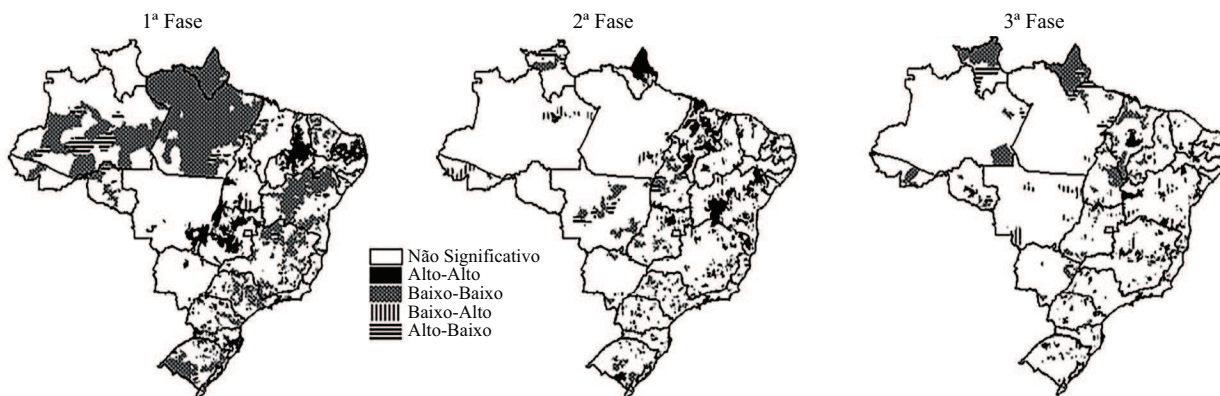 1ª Fase
2ª Fase
3ª Fase
Não Significativo
Alto-Alto
Baixo-Baixo
Baixo-Alto
Alto-Baixo